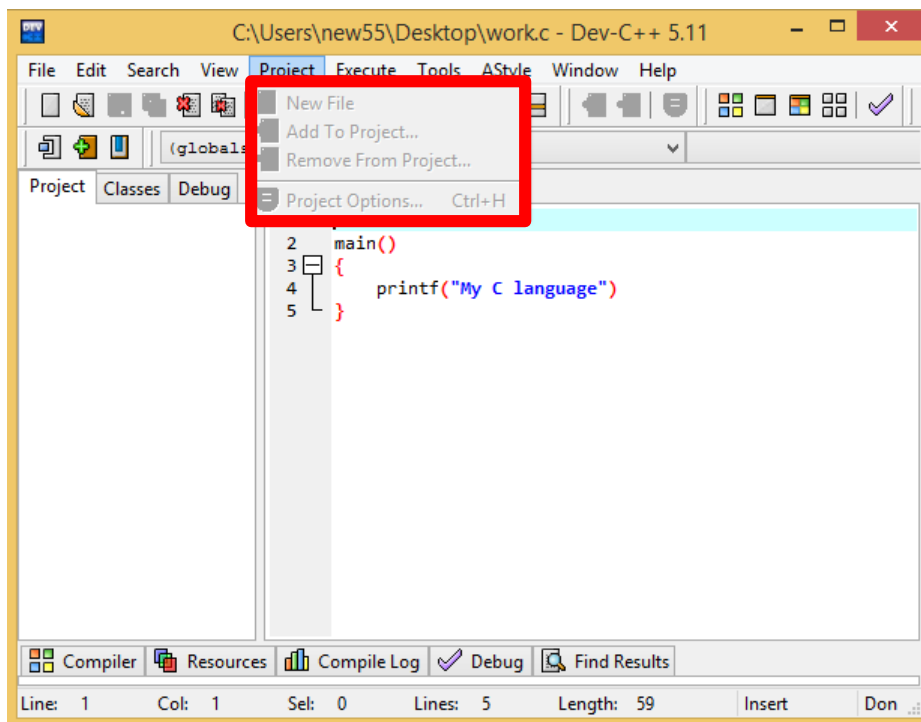 DEV
C:\Users\new55\Desktop\work.c - Dev-C++ 5.11
File Edit Search View Project Execute Tools AStyle Window Help
New File
Add To Project...
Remove From Project...
Project Options... Ctrl+H
(globals
Project Classes Debug
2 main()
3 {
4 printf("My C language")
5 }
Compiler Resources Compile Log Debug Find Results
Line: 1 Col: 1 Sel: 0 Lines: 5 Length: 59 Insert Don